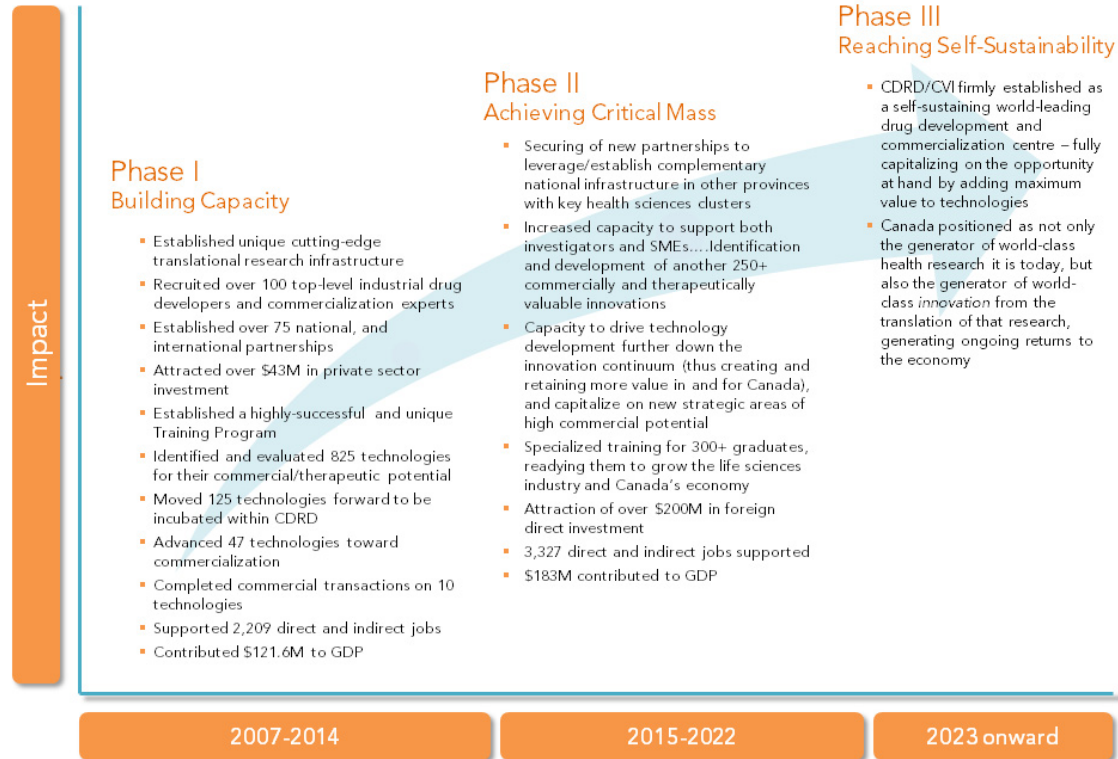 Impact
Phase I
Building Capacity
▪ Established unique cutting-edge
translational research infrastructure
▪ Recruited over 100 top-level industrial drug
developers and commercialization experts
▪ Established over 75 national, and
international partnerships
▪ Attracted over $43M in private sector
investment
▪ Established a highly-successful and unique
Training Program
▪ Identified and evaluated 825 technologies
for their commercial/therapeutic potential
▪ Moved 125 technologies forward to be
incubated within CDRD
▪ Advanced 47 technologies toward
commercialization
▪ Completed commercial transactions on 10
technologies
▪ Supported 2,209 direct and indirect jobs
▪ Contributed $121.6M to GDP
Phase II
Achieving Critical Mass
▪ Securing of new partnerships to
leverage/establish complementary
national infrastructure in other provinces
with key health sciences clusters
▪ Increased capacity to support both
investigators and SMEs....Identification
and development of another 250+
commercially and therapeutically
valuable innovations
▪ Capacity to drive technology
development further down the
innovation continuum (thus creating and
retaining more value in and for Canada),
and capitalize on new strategic areas of
high commercial potential
▪ Specialized training for 300+ graduates,
readying them to grow the life sciences
industry and Canada's economy
▪ Attraction of over $200M in foreign
direct investment
▪ 3,327 direct and indirect jobs supported
▪ $183M contributed to GDP
Phase III
Reaching Self-Sustainability
▪ CDRD/CVI firmly established as
a self-sustaining world-leading
drug development and
commercialization centre – fully
capitalizing on the opportunity
at hand by adding maximum
value to technologies
▪ Canada positioned as not only
the generator of world-class
health research it is today, but
also the generator of world-
class innovation from the
translation of that research,
generating ongoing returns to
the economy
2007-2014
2015-2022
2023 onward